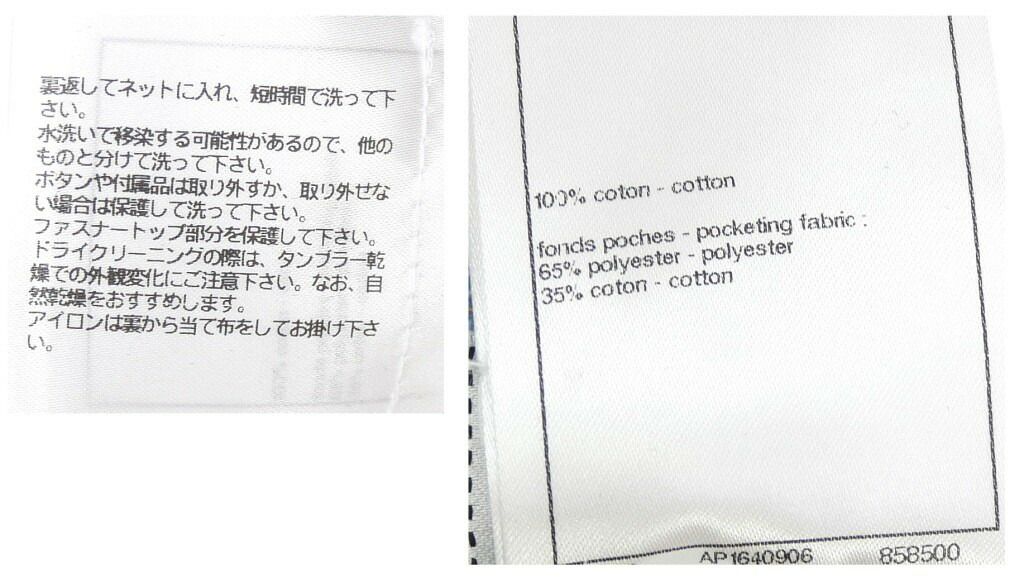 裏返してネットに入れ、短時間で洗って下
さい。
水洗いで移染する可能性があるので、他の
ものと分けて洗って下さい。
ボタンや付属品は取り外すか、取り外せな
い場合は保護して洗って下さい。
ファスナートップ部分を保護して下さい。
ドライクリーニングの際は、タンブラー乾
燥での外観変化にご注意下さい。なお、自
然乾燥をおすすめします。
アイロンは裏から当て布をしてお掛け下さ
い。
100% coton - cotton
fonds poches - pocketing fabric :
65% polyester - polyester
35% coton - cotton
AP1640906 858500